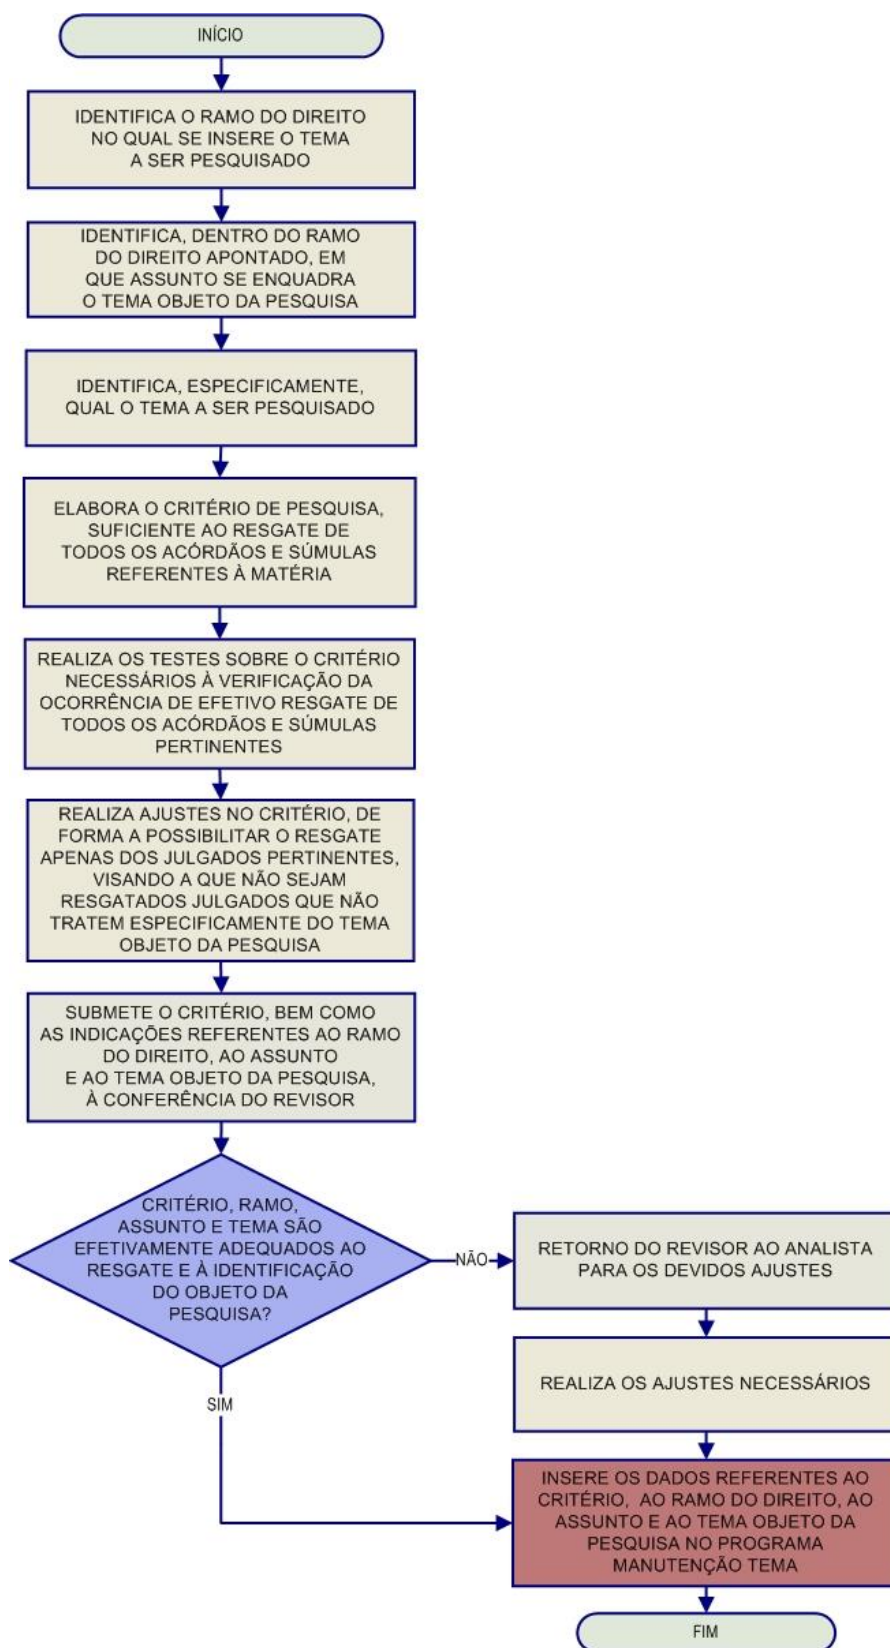 INÍCIO
IDENTIFICA O RAMO DO DIREITO
NO QUAL SE INSERE O TEMA
A SER PESQUISADO
IDENTIFICA, DENTRO DO RAMO
DO DIREITO APONTADO, EM
QUE ASSUNTO SE ENQUADRA
O TEMA OBJETO DA PESQUISA
IDENTIFICA, ESPECIFICAMENTE,
QUAL O TEMA A SER PESQUISADO
ELABORA O CRITÉRIO DE PESQUISA,
SUFICIENTE AO RESGATE DE
TODOS OS ACÓRDÃOS E SÚMULAS
REFERENTES À MATÉRIA
REALIZA OS TESTES SOBRE O CRITÉRIO
NECESSÁRIOS À VERIFICAÇÃO DA
OCORRÊNCIA DE EFETIVO RESGATE DE
TODOS OS ACÓRDÃOS E SÚMULAS
PERTINENTES
REALIZA AJUSTES NO CRITÉRIO, DE
FORMA A POSSIBILITAR O RESGATE
APENAS DOS JULGADOS PERTINENTES,
VISANDO A QUE NÃO SEJAM
RESGATADOS JULGADOS QUE NÃO
TRATEM ESPECIFICAMENTE DO TEMA
OBJETO DA PESQUISA
SUBMETE O CRITÉRIO, BEM COMO
AS INDICAÇÕES REFERENTES AO RAMO
DO DIREITO, AO ASSUNTO
E AO TEMA OBJETO DA PESQUISA,
À CONFERÊNCIA DO REVISOR
CRITÉRIO, RAMO,
ASSUNTO E TEMA SÃO
EFETIVAMENTE ADEQUADOS AO
RESGATE E À IDENTIFICAÇÃO
DO OBJETO DA
PESQUISA?
NÃO
RETORNO DO REVISOR AO ANALISTA
PARA OS DEVIDOS AJUSTES
REALIZA OS AJUSTES NECESSÁRIOS
SIM
INSERE OS DADOS REFERENTES AO
CRITÉRIO, AO RAMO DO DIREITO, AO
ASSUNTO E AO TEMA OBJETO DA
PESQUISA NO PROGRAMA
MANUTENÇÃO TEMA
FIM